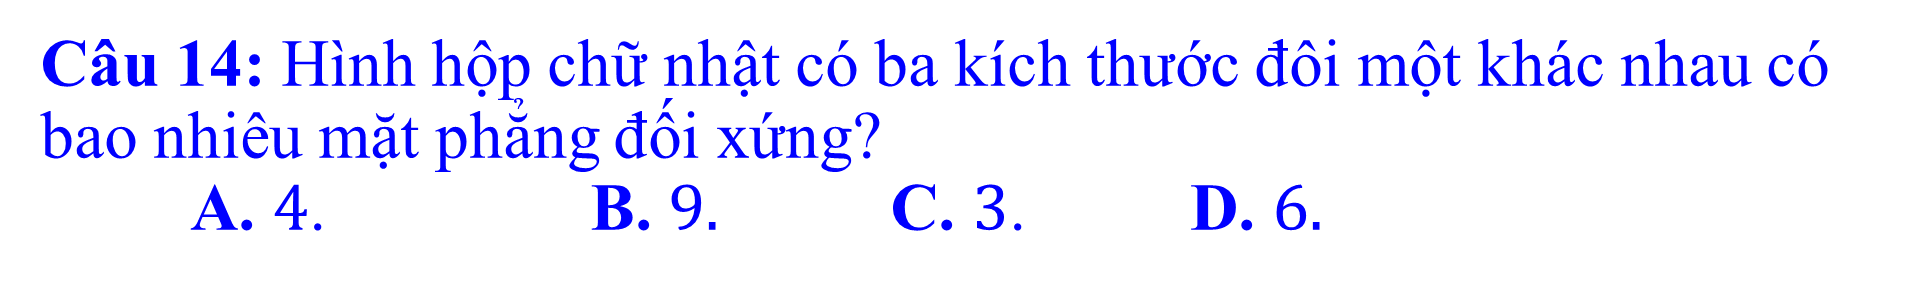 Câu 14: Hình hộp chữ nhật có ba kích thước đôi một khác nhau có
bao nhiêu mặt phẳng đối xứng?
A. 4. B. 9. C. 3. D. 6.